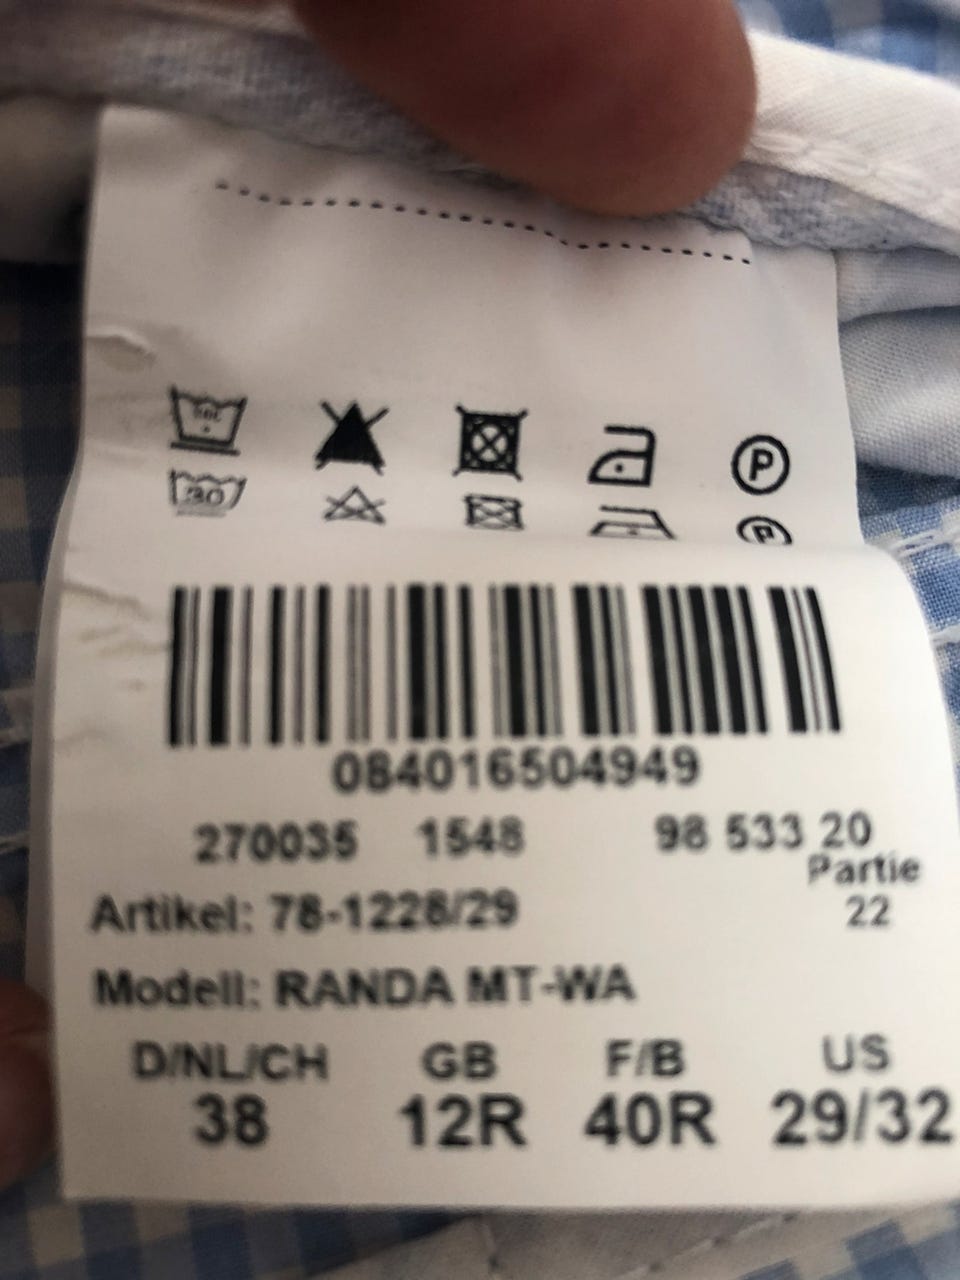 30
P
P
084016504949
270035 1548 98 533 20
Partie
Artikel: 78-1228/29 22
Modell: RANDA MT-WA
D/NL/CH GB F/B US
38 12R 40R 29/32